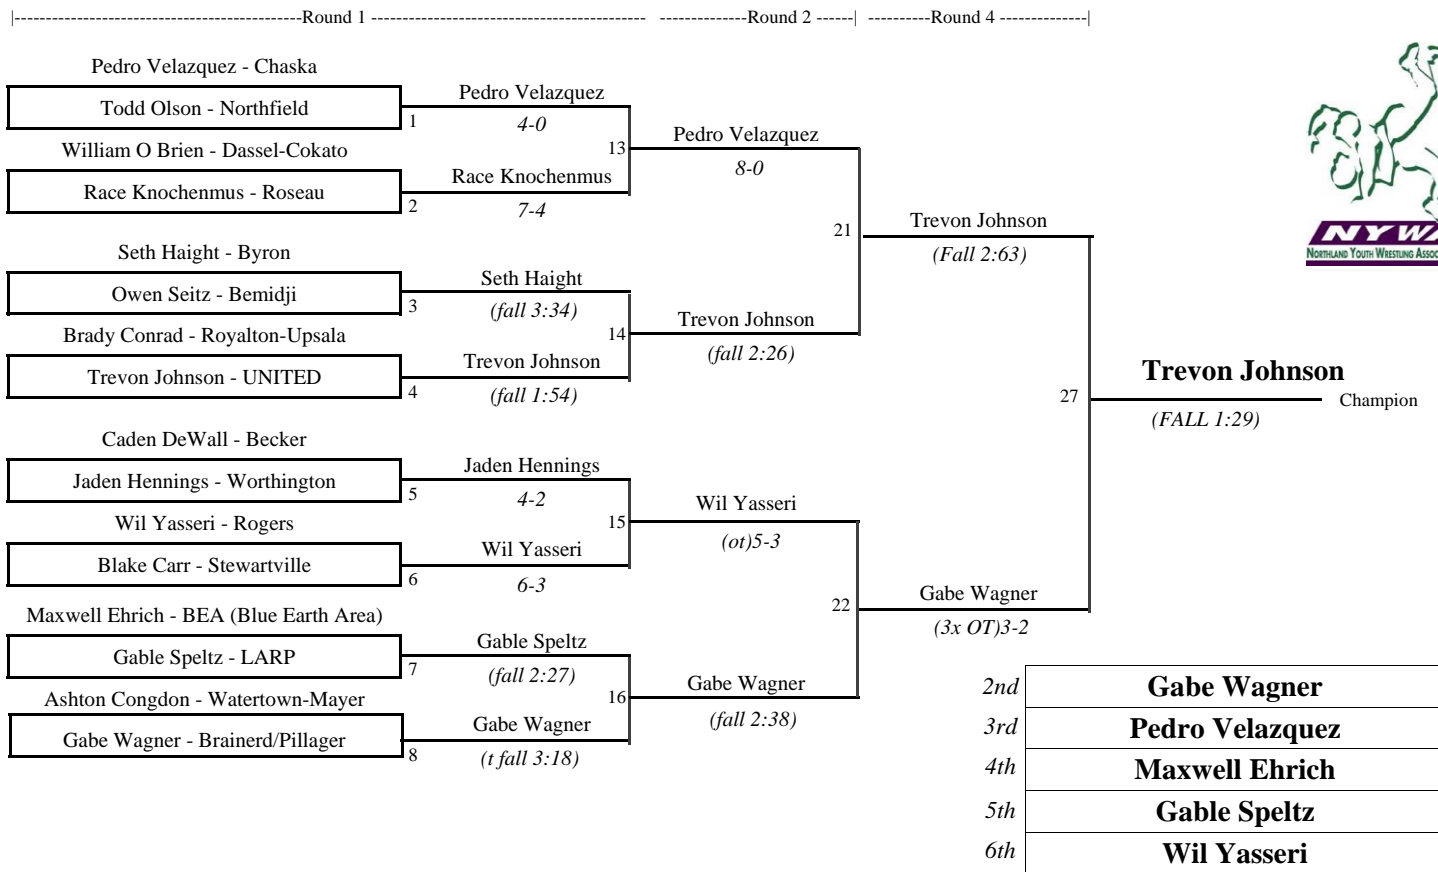 |-----------------------------------------------Round 1 -------------------------------------------- --------------Round 2 ------| ----------Round 4 --------------|
Pedro Velazquez - Chaska
Todd Olson - Northfield
1
Pedro Velazquez
4-0
William O Brien - Dassel-Cokato
Race Knochenmus - Roseau
2
Race Knochenmus
7-4
13
Pedro Velazquez
8-0
Seth Haight - Byron
Owen Seitz - Bemidji
3
Seth Haight
(fall 3:34)
Brady Conrad - Royalton-Upsala
Trevon Johnson - UNITED
4
Trevon Johnson
(fall 1:54)
14
Trevon Johnson
(fall 2:26)
21
Trevon Johnson
(Fall 2:63)
Caden DeWall - Becker
Jaden Hennings - Worthington
5
Jaden Hennings
4-2
Wil Yasseri - Rogers
Blake Carr - Stewartville
6
Wil Yasseri
6-3
15
Wil Yasseri
(ot)5-3
Maxwell Ehrich - BEA (Blue Earth Area)
Gable Speltz - LARP
7
Gable Speltz
(fall 2:27)
Ashton Congdon - Watertown-Mayer
Gabe Wagner - Brainerd/Pillager
8
Gabe Wagner
(t fall 3:18)
16
Gabe Wagner
(fall 2:38)
22
Gabe Wagner
(3x OT)3-2
27
Trevon Johnson
Champion
(FALL 1:29)
NYWA
NORTHLAND YOUTH WRESTLING ASSOC
2nd Gabe Wagner
3rd Pedro Velazquez
4th Maxwell Ehrich
5th Gable Speltz
6th Wil Yasseri